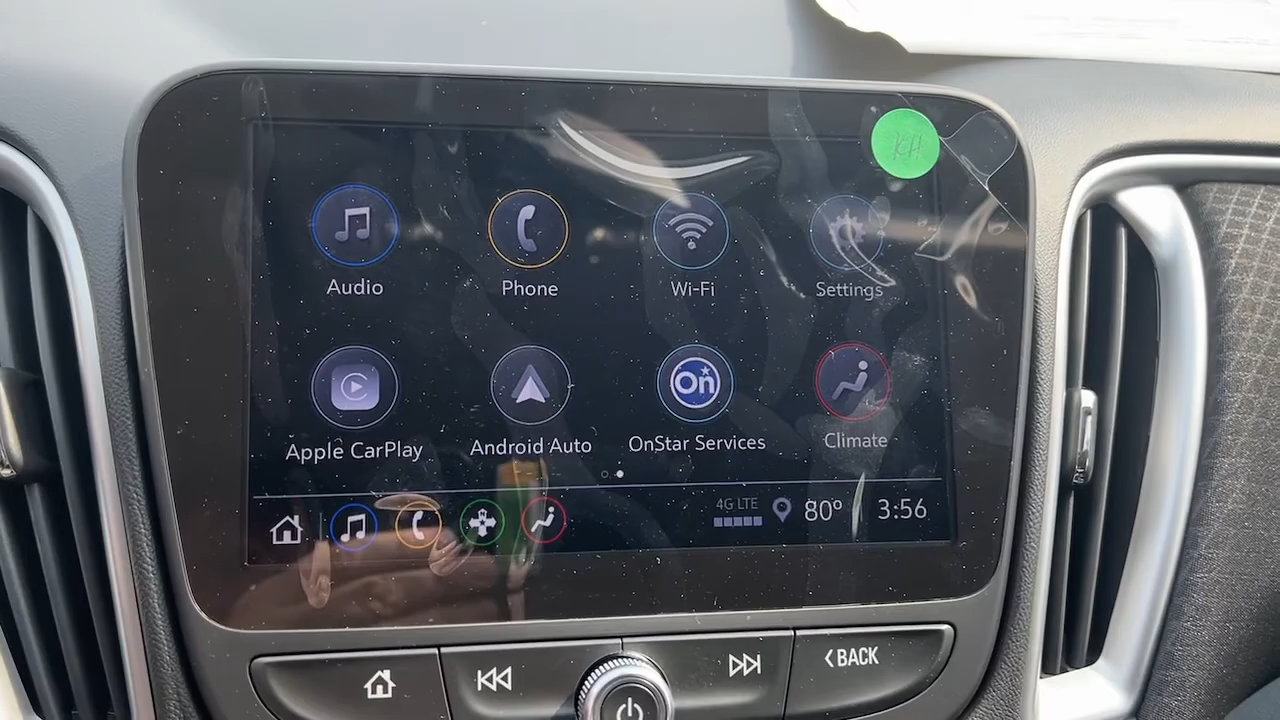 KH
Audio Phone Wi-Fi Settings
On
Apple CarPlay Android Auto OnStar Services Climate
4G LTE 80° 3:56
BACK